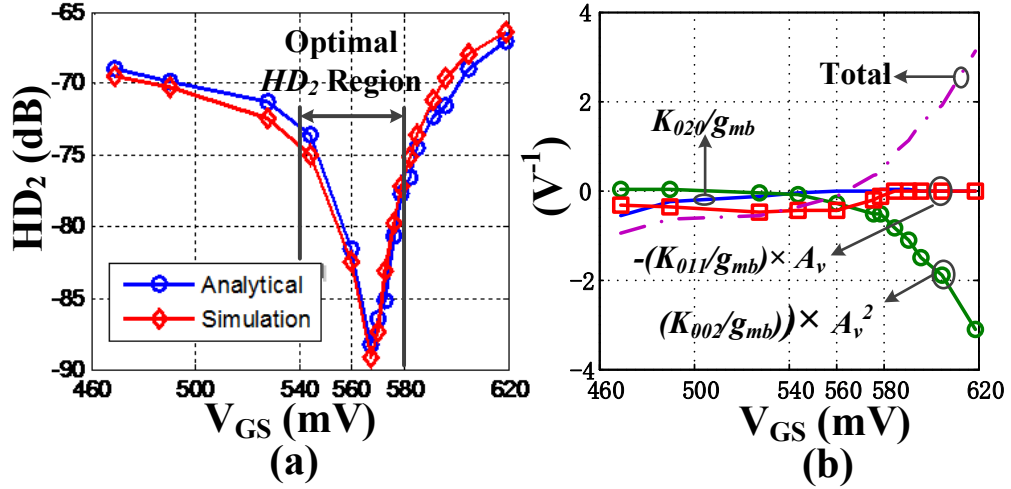 -65
-70
-75
-80
-85
-90
HD2 (dB)
Optimal
HD2 Region
Analytical
Simulation
460
500
540
560
580
620
VGS (mV)
(a)
4
2
0
-2
-4
(V-1)
Total
K020/gmb
-(K011/gmb)× Av
(K002/gmb))× Av2
460
500
540
560
580
620
VGS (mV)
(b)